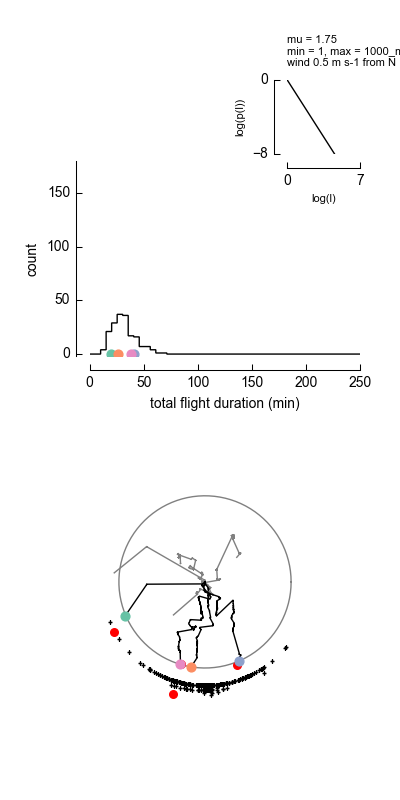 mu = 1.75
min = 1, max = 1000_m
wind 0.5 m s-1 from N
0
log(p(l))
−8
0
7
log(l)
150
100
count
50
0
0
50
100
150
200
250
total flight duration (min)